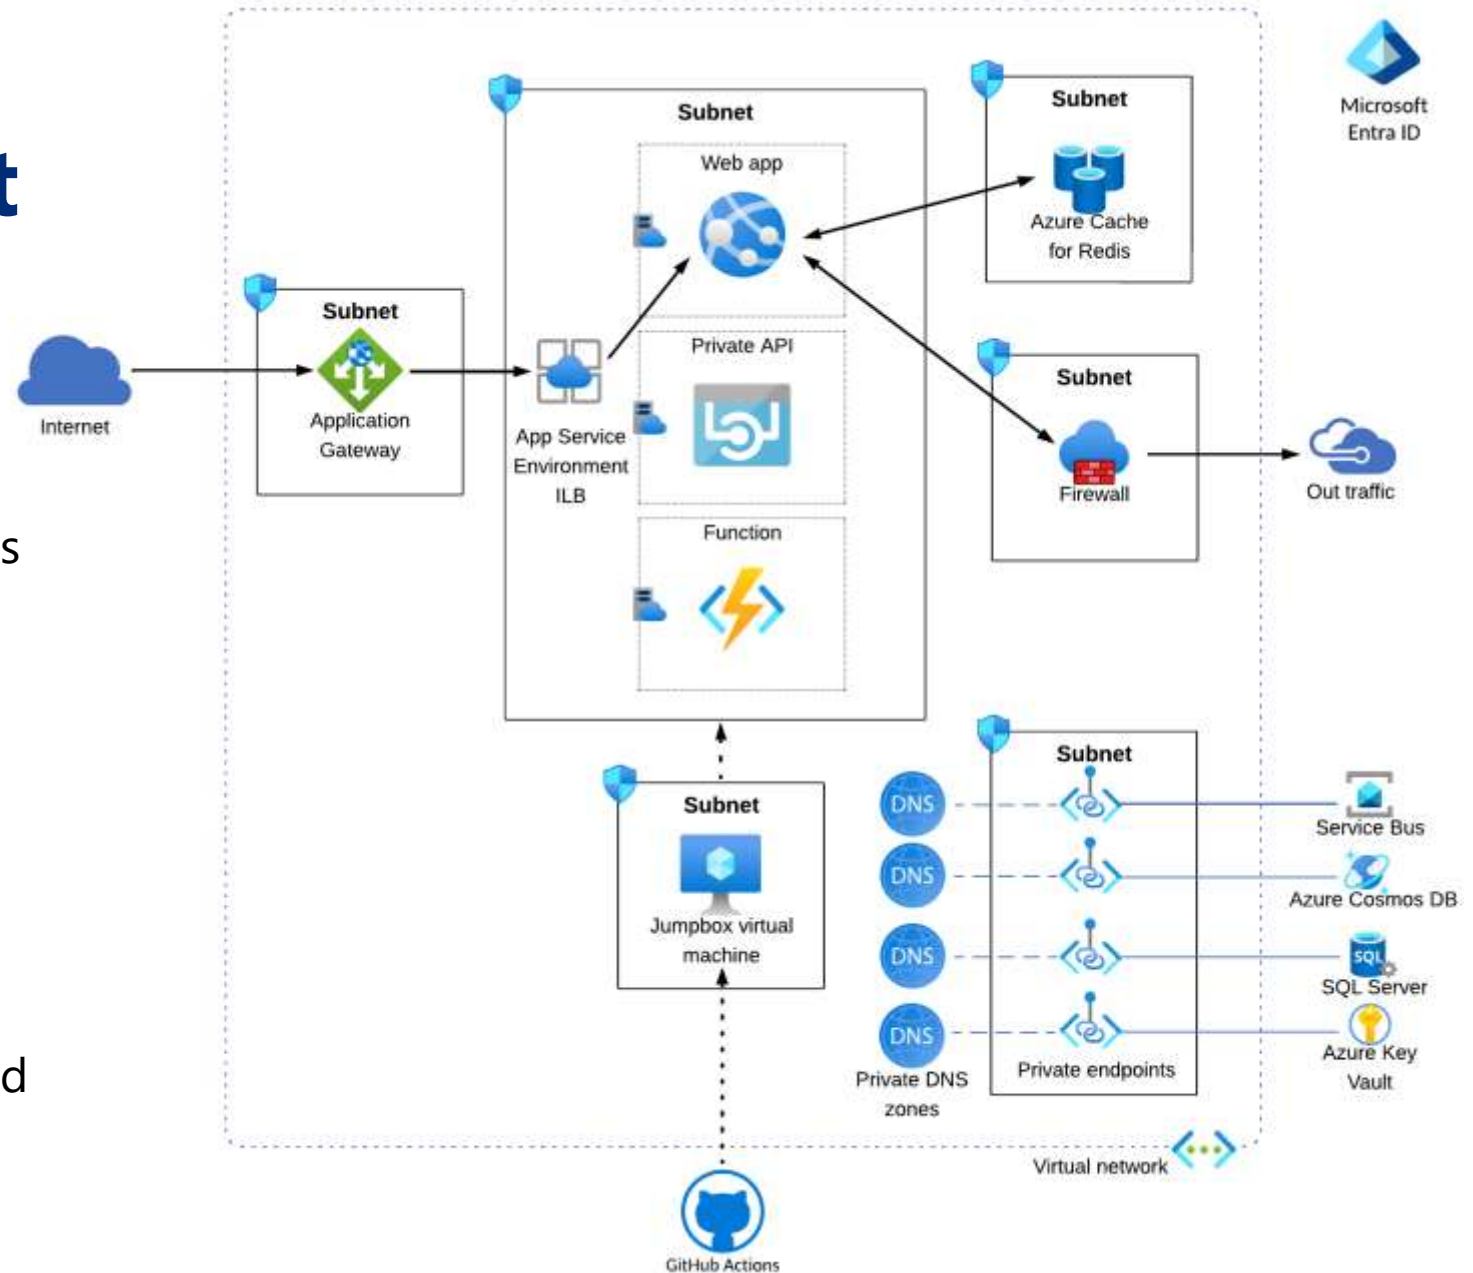 t
s
d
Internet
Subnet
Application
Gateway
Subnet
App Service
Environment
ILB
Web app
Private API
Function
Subnet
Azure Cache
for Redis
Microsoft
Entra ID
Subnet
Firewall
Out traffic
Subnet
Jumpbox virtual
machine
DNS
DNS
DNS
DNS
Private DNS
zones
Subnet
Private endpoints
Service Bus
Azure Cosmos DB
SQL
SQL Server
Azure Key
Vault
Virtual network
GitHub Actions